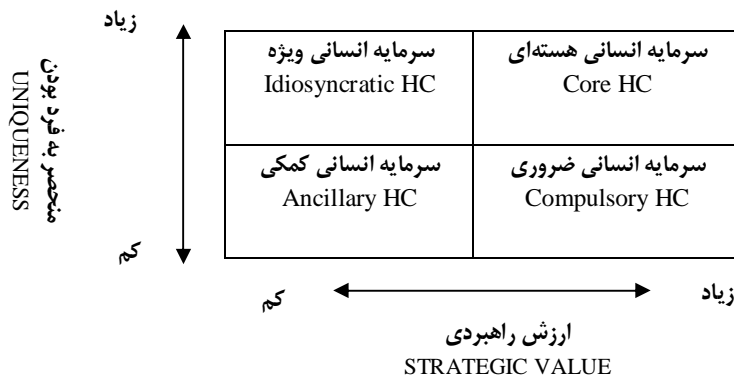 زیاد
سرمایه انسانی ویژه
Idiosyncratic HC
سرمایه انسانی هسته‌ای
Core HC
منحصر به فرد بودن
UNIQUENESS
سرمایه انسانی کمکی
Ancillary HC
سرمایه انسانی ضروری
Compulsory HC
کم
کم
زیاد
ارزش راهبردی
STRATEGIC VALUE